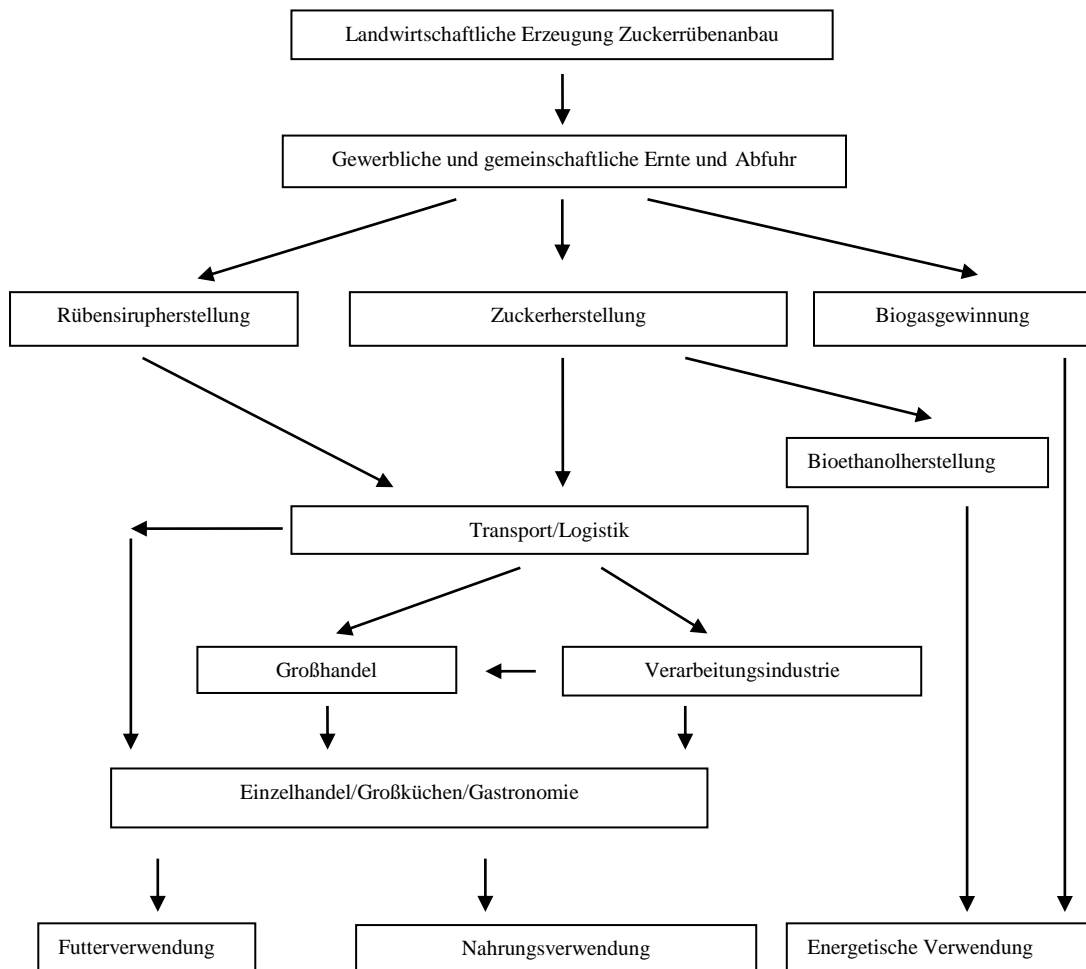 Landwirtschaftliche Erzeugung Zuckerrübenanbau
Gewerbliche und gemeinschaftliche Ernte und Abfuhr
Rübensirupherstellung
Zuckerherstellung
Biogasgewinnung
Bioethanolherstellung
Transport/Logistik
Großhandel
Verarbeitungsindustrie
Einzelhandel/Großküchen/Gastronomie
Futterverwendung
Nahrungsverwendung
Energetische Verwendung